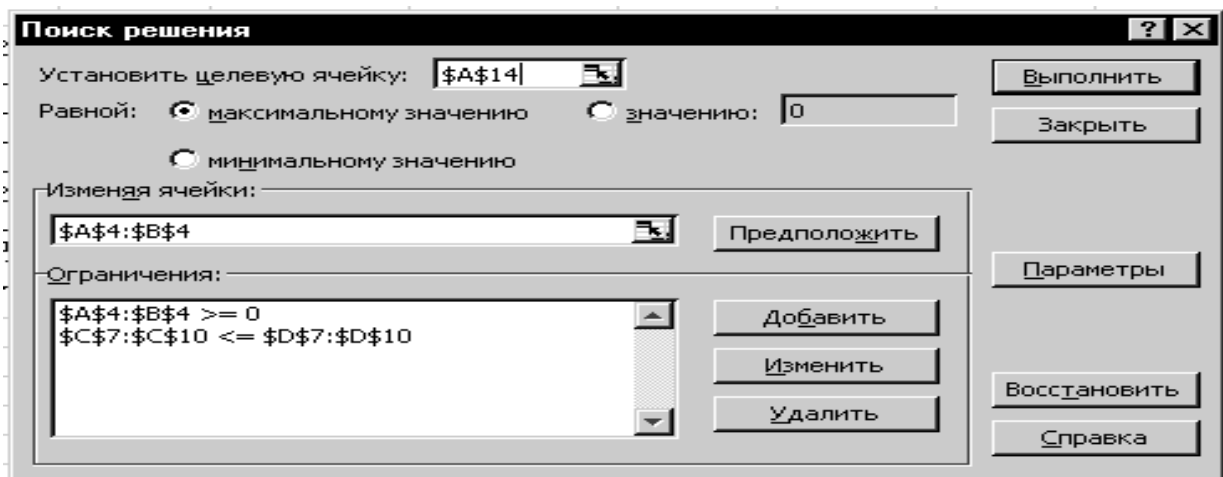 Поиск решения
Установить целевую ячейку: $A$14
Выполнить
Равной: максимальному значению значению: 0
Закрыть
минимальному значению
Изменяя ячейки:
$A$4:$B$4
Предположить
Ограничения:
Параметры
$A$4:$B$4 >= 0
$C$7:$C$10 <= $D$7:$D$10
Добавить
Изменить
Восстановить
Удалить
Справка